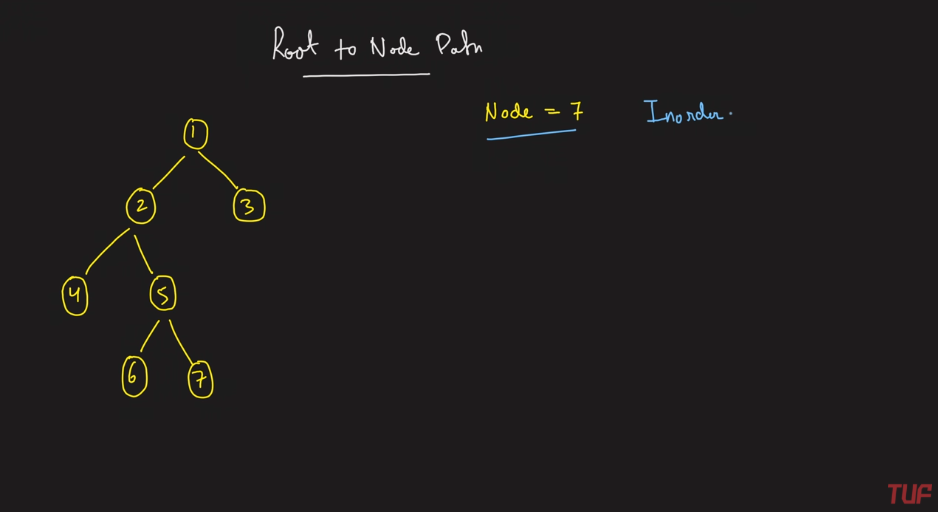 Root to Node Path
Node = 7 Inorder.
1
2 3
4 5
6 7
TUF